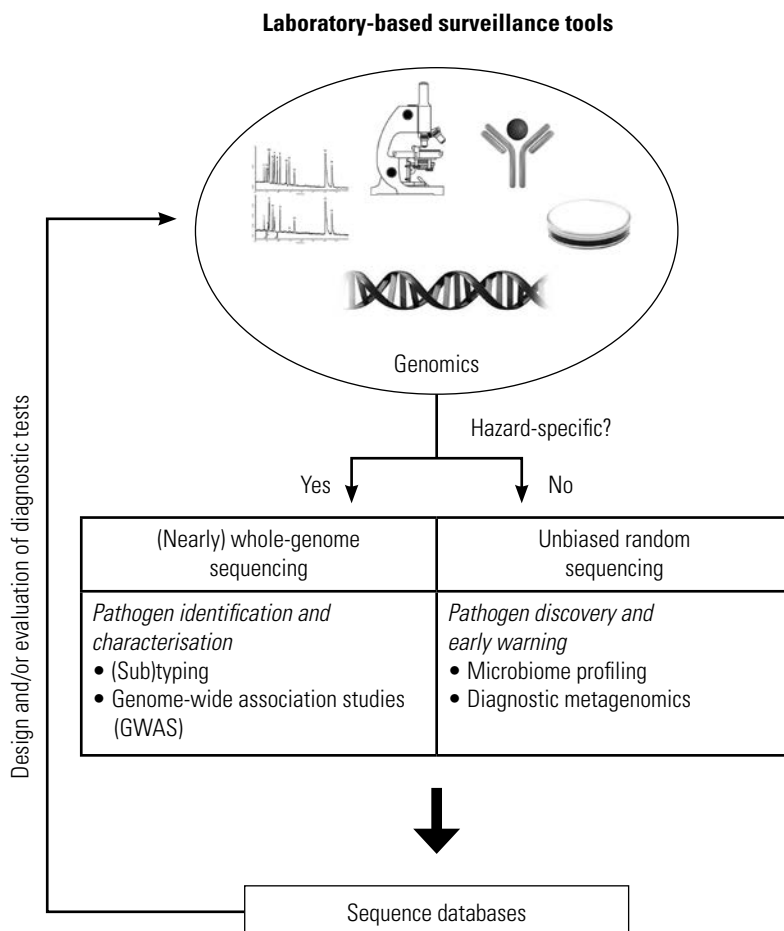 Laboratory-based surveillance tools
Genomics
Hazard-specific?
Yes
No
(Nearly) whole-genome
sequencing
Unbiased random
sequencing
Pathogen identification and
characterisation
• (Sub)typing
• Genome-wide association studies
(GWAS)
Pathogen discovery and
early warning
• Microbiome profiling
• Diagnostic metagenomics
Sequence databases
Design and/or evaluation of diagnostic tests